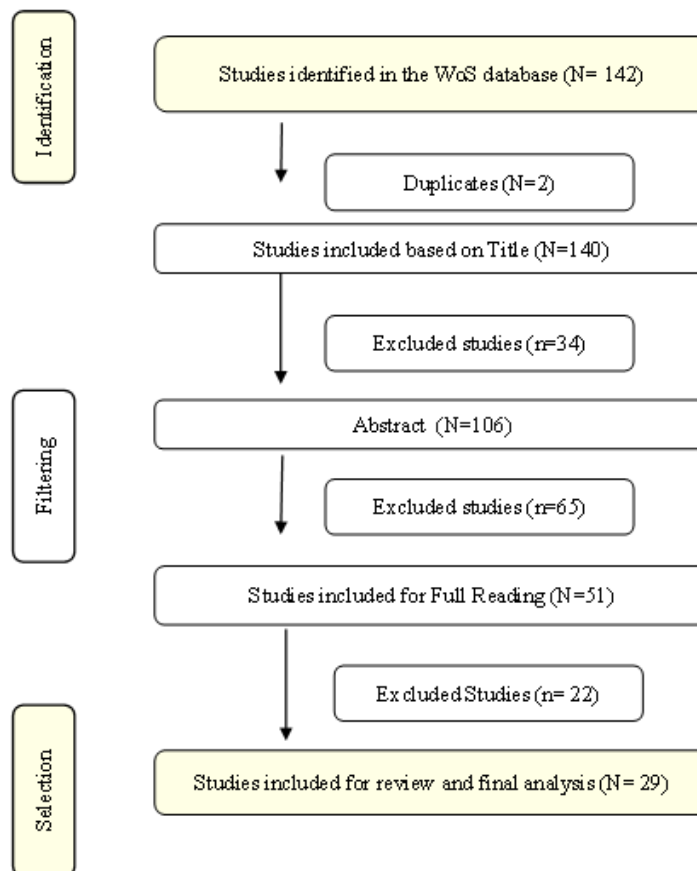 Identification
Studies identified in the WoS database (N= 142)
Duplicates (N=2)
Studies included based on Title (N=140)
Excluded studies (n=34)
Filtering
Abstract (N=106)
Excluded studies (n=65)
Studies included for Full Reading (N=51)
Excluded Studies (n= 22)
Selection
Studies included for review and final analysis (N= 29)